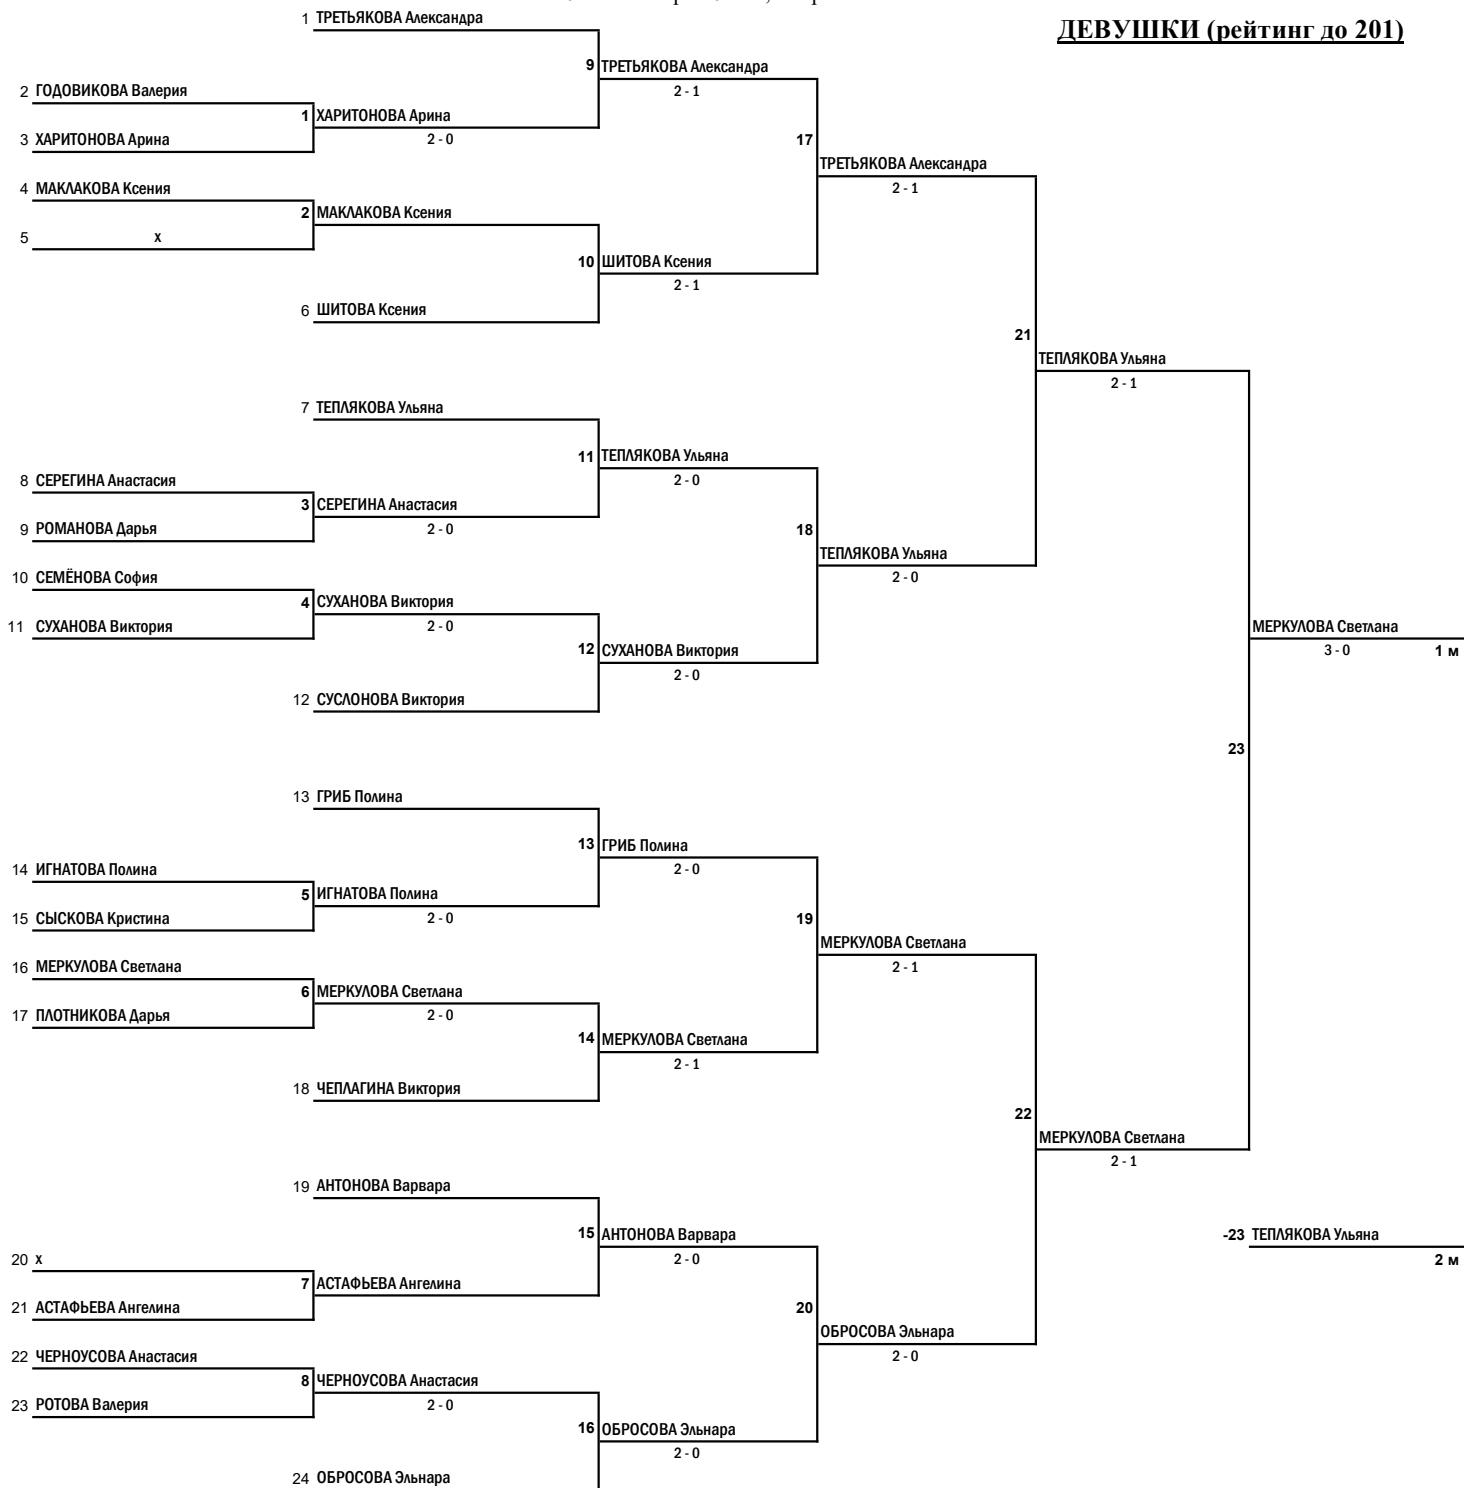 ДЕВУШКИ (рейтинг до 201)
1 ТРЕТЬЯКОВА Александра
9 ТРЕТЬЯКОВА Александра
2 - 1
2 ГОДОВИКОВА Валерия
1 ХАРИТОНОВА Арина
2 - 0
3 ХАРИТОНОВА Арина
17
ТРЕТЬЯКОВА Александра
2 - 1
4 МАКЛАКОВА Ксения
2 МАКЛАКОВА Ксения
5 х
10 ШИТОВА Ксения
2 - 1
6 ШИТОВА Ксения
21
ТЕПЛЯКОВА Ульяна
2 - 1
7 ТЕПЛЯКОВА Ульяна
11 ТЕПЛЯКОВА Ульяна
2 - 0
8 СЕРЕГИНА Анастасия
3 СЕРЕГИНА Анастасия
2 - 0
9 РОМАНОВА Дарья
18
ТЕПЛЯКОВА Ульяна
2 - 0
10 СЕМЁНОВА София
4 СУХАНОВА Виктория
2 - 0
11 СУХАНОВА Виктория
МЕРКУЛОВА Светлана
3 - 0 1 м
12 СУХАНОВА Виктория
2 - 0
12 СУСЛОНОВА Виктория
23
13 ГРИБ Полина
13 ГРИБ Полина
2 - 0
14 ИГНАТОВА Полина
5 ИГНАТОВА Полина
2 - 0
15 СЫСКОВА Кристина
19
МЕРКУЛОВА Светлана
2 - 1
16 МЕРКУЛОВА Светлана
6 МЕРКУЛОВА Светлана
2 - 0
17 ПЛОТНИКОВА Дарья
14 МЕРКУЛОВА Светлана
2 - 1
18 ЧЕПЛАГИНА Виктория
22
МЕРКУЛОВА Светлана
2 - 1
19 АНТОНОВА Варвара
15 АНТОНОВА Варвара
2 - 0
-23 ТЕПЛЯКОВА Ульяна
2 м
20 х
7 АСТАФЬЕВА Ангелина
21 АСТАФЬЕВА Ангелина
20
ОБРОСОВА Эльнара
2 - 0
22 ЧЕРНОУСОВА Анастасия
8 ЧЕРНОУСОВА Анастасия
2 - 0
23 РОТОВА Валерия
16 ОБРОСОВА Эльнара
2 - 0
24 ОБРОСОВА Эльнара